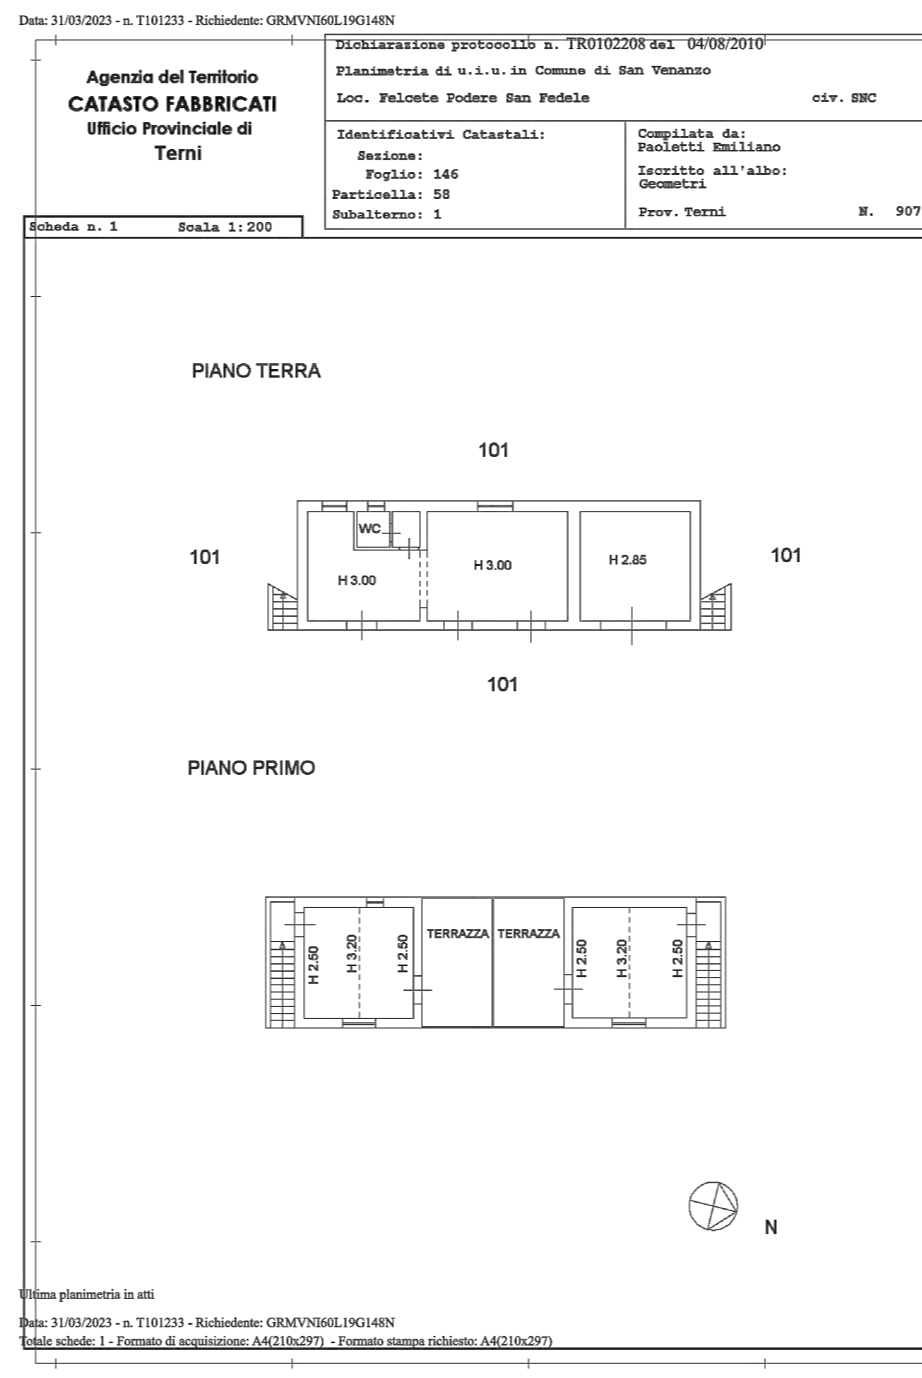 Data: 31/03/2023 - n. T101233 - Richiedente: GRMVNI60L19G148N
Agenzia del Territorio
CATASTO FABBRICATI
Ufficio Provinciale di
Terni
Dichiarazione protocollo n. TR0102208 del 04/08/2010
Planimetria di u.i.u. in Comune di San Venanzo
Loc. Felcete Podere San Fedele civ. SNC
Identificativi Catastali:
Sezione:
Foglio: 146
Particella: 58
Subalterno: 1
Compilata da:
Paoletti Emiliano
Iscritto all'albo:
Geometri
Prov. Terni N. 907
Scheda n. 1 Scala 1:200
PIANO TERRA
101
WC
101
H 3.00
H 3.00
H 2.85
101
101
PIANO PRIMO
TERRAZZA TERRAZZA
H 2.50
H 3.20
H 2.50
H 2.50
H 3.20
H 2.50
N
Ultima planimetria in atti
Data: 31/03/2023 - n. T101233 - Richiedente: GRMVNI60L19G148N
Totale schede: 1 - Formato di acquisizione: A4(210x297) - Formato stampa richiesto: A4(210x297)